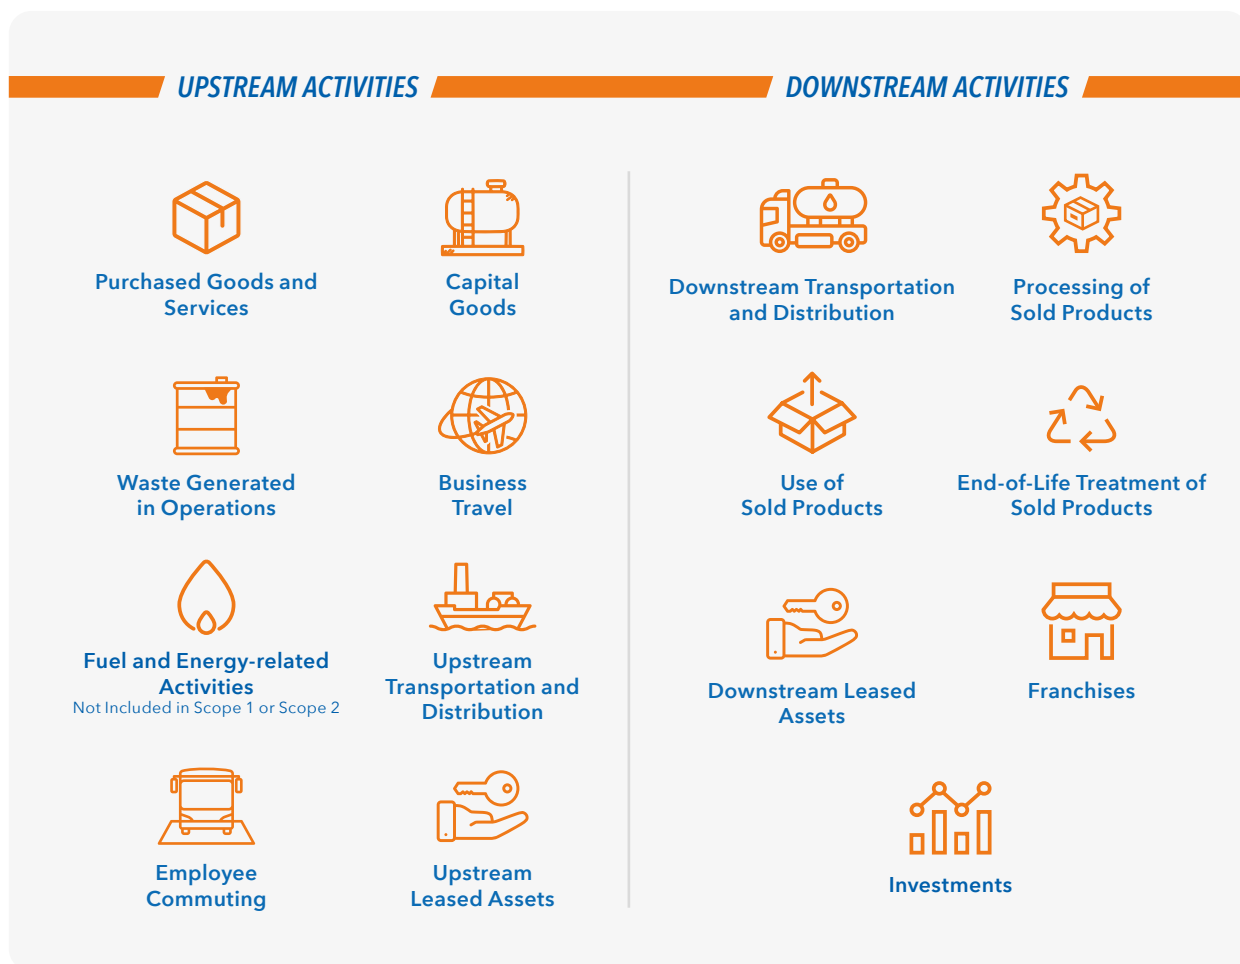 UPSTREAM ACTIVITIES
Purchased Goods and
Services
Capital
Goods
Waste Generated
in Operations
Business
Travel
Fuel and Energy-related
Activities
Not Included in Scope 1 or Scope 2
Upstream
Transportation and
Distribution
Employee
Commuting
Upstream
Leased Assets
DOWNSTREAM ACTIVITIES
Downstream Transportation
and Distribution
Processing of
Sold Products
Use of
Sold Products
End-of-Life Treatment of
Sold Products
Downstream Leased
Assets
Franchises
Investments